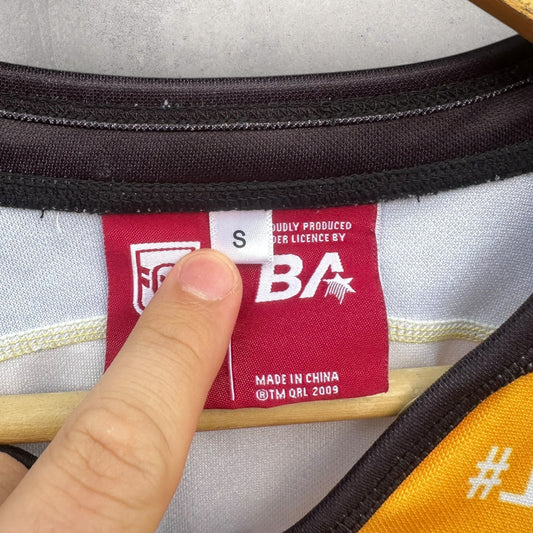 S
OUDLY PRODUCED
DER LICENCE BY
BA
MADE IN CHINA
®TM QRL 2009
#